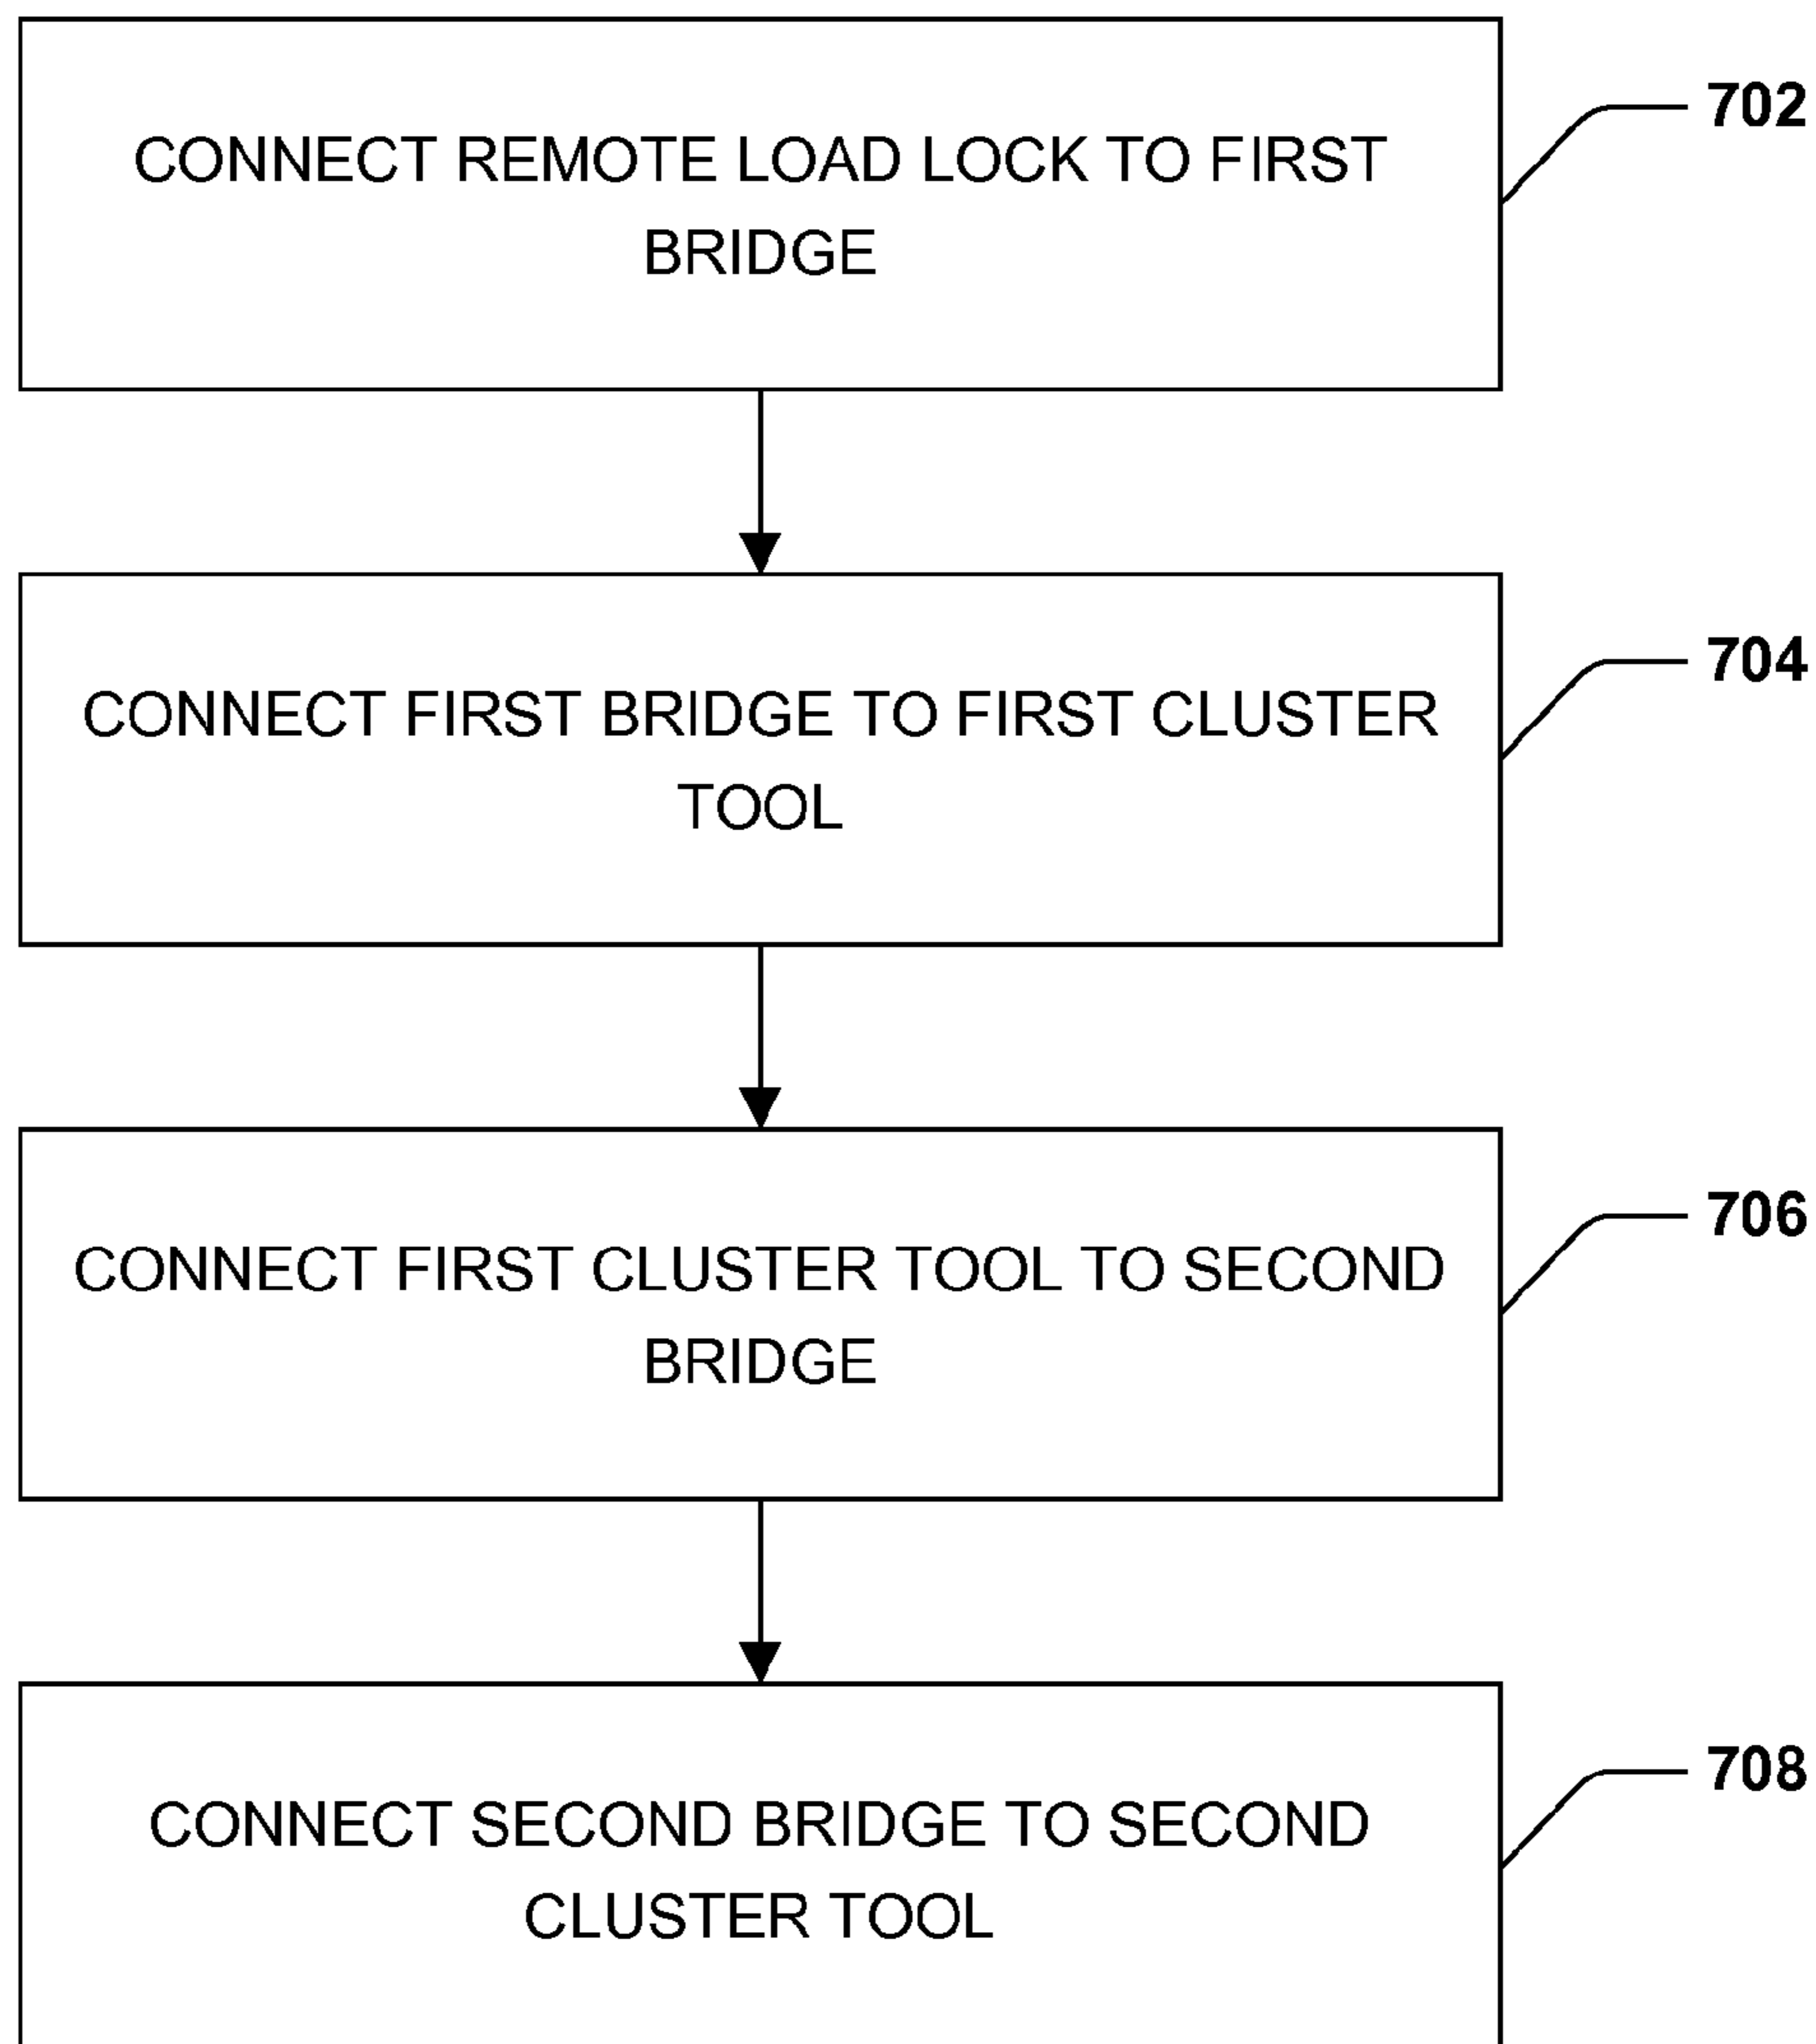 CONNECT REMOTE LOAD LOCK TO FIRST
BRIDGE
702
CONNECT FIRST BRIDGE TO FIRST CLUSTER
TOOL
704
CONNECT FIRST CLUSTER TOOL TO SECOND
BRIDGE
706
CONNECT SECOND BRIDGE TO SECOND
CLUSTER TOOL
708